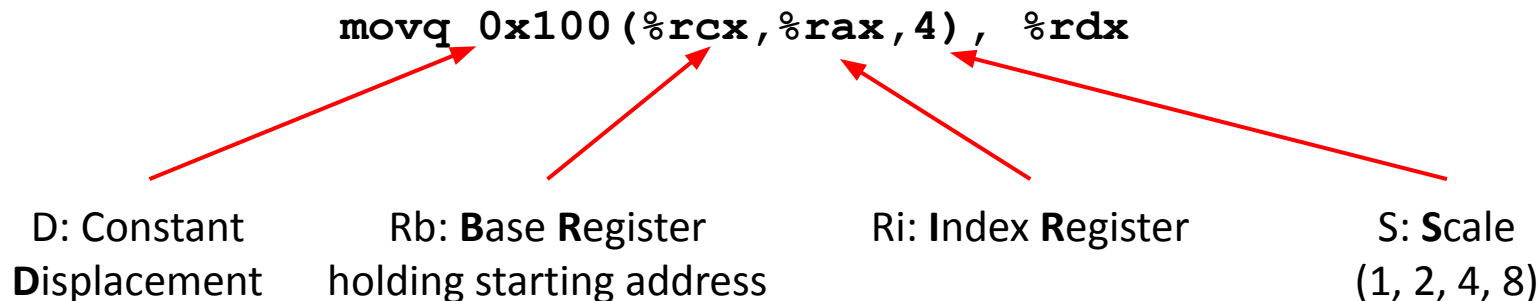 movq 0x100(%rcx,%rax,4), %rdx
D: Constant Displacement
Rb: Base Register holding starting address
Ri: Index Register
S: Scale (1, 2, 4, 8)